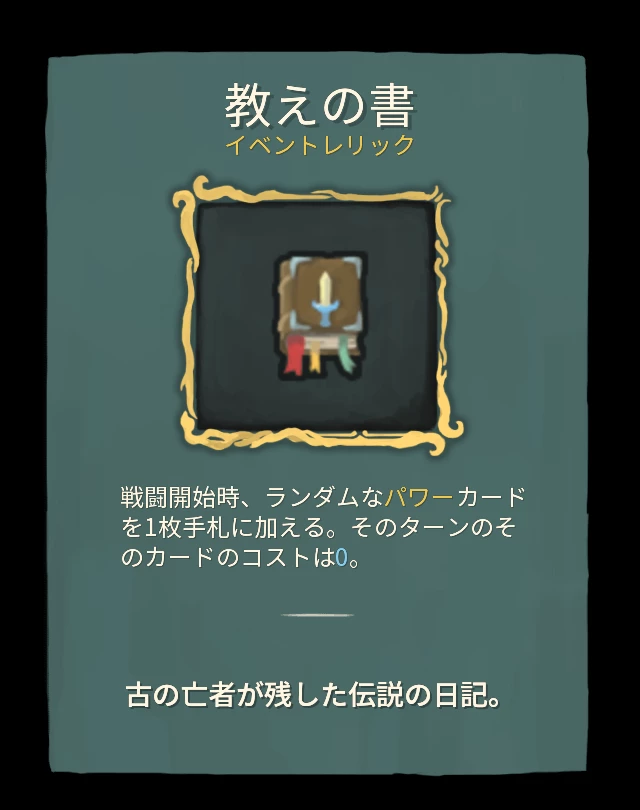 教えの書
イベントレリック
戦闘開始時、ランダムなパワーカード
を1枚手札に加える。そのターンのそ
のカードのコストは0。
古の亡者が残した伝説の日記。